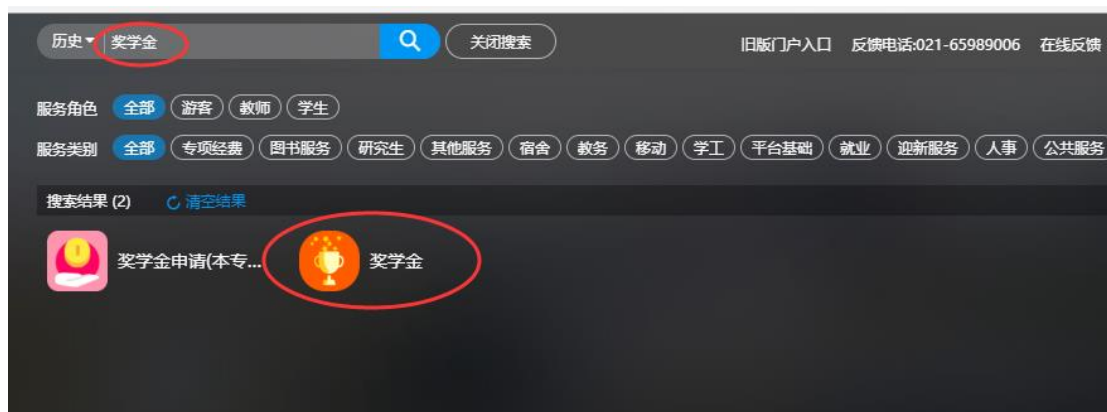 历史 奖学金 关闭搜索 旧版门户入口 反馈电话:021-65989006 在线反馈
服务角色 全部 游客 教师 学生
服务类别 全部 专项经费 图书服务 研究生 其他服务 宿舍 教务 移动 学工 平台基础 就业 迎新服务 人事 公共服务
搜索结果 (2) 清空结果
奖学金申请(本专... 奖学金